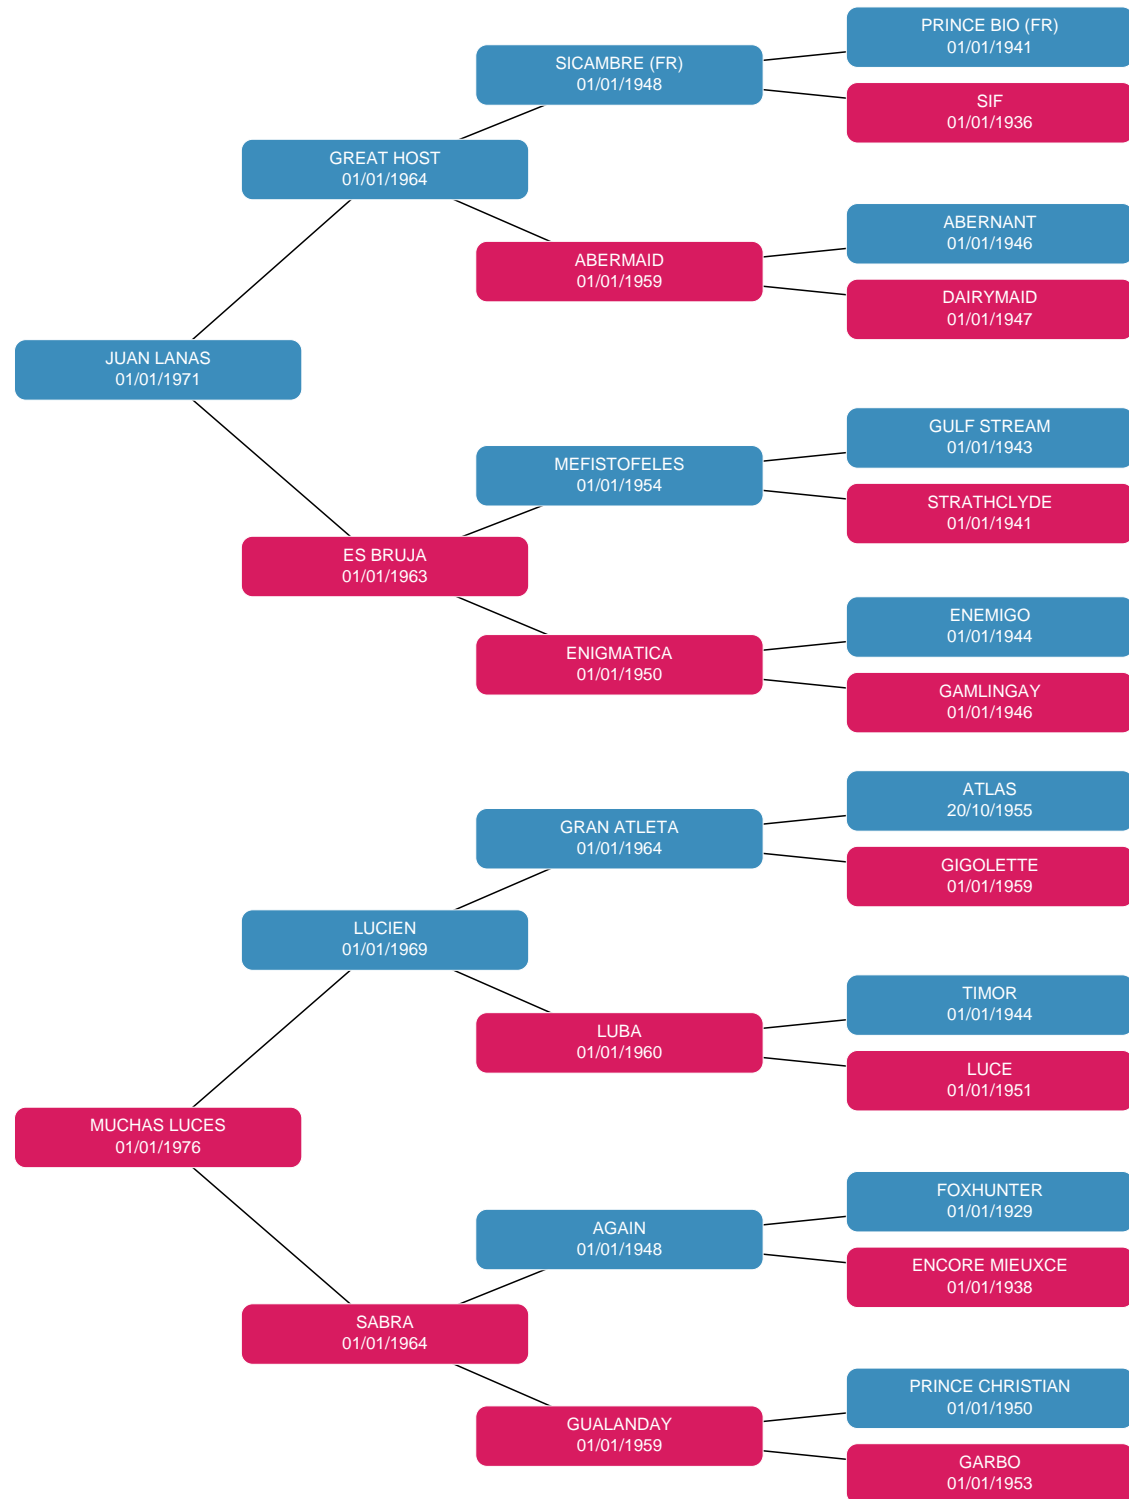 PRINCE BIO (FR)
01/01/1941
SICAMBRE (FR)
01/01/1948
SIF
01/01/1936
GREAT HOST
01/01/1964
ABERNANT
01/01/1946
ABERMAID
01/01/1959
DAIRYMAID
01/01/1947
JUAN LANAS
01/01/1971
GULF STREAM
01/01/1943
MEFISTOFELES
01/01/1954
STRATHCLYDE
01/01/1941
ES BRUJA
01/01/1963
ENEMIGO
01/01/1944
ENIGMATICA
01/01/1950
GAMLINGAY
01/01/1946
ATLAS
20/10/1955
GRAN ATLETA
01/01/1964
GIGOLETTE
01/01/1959
LUCIEN
01/01/1969
TIMOR
01/01/1944
LUBA
01/01/1960
LUCE
01/01/1951
MUCHAS LUCES
01/01/1976
FOXHUNTER
01/01/1929
AGAIN
01/01/1948
ENCORE MIEUXCE
01/01/1938
SABRA
01/01/1964
PRINCE CHRISTIAN
01/01/1950
GUALANDAY
01/01/1959
GARBO
01/01/1953